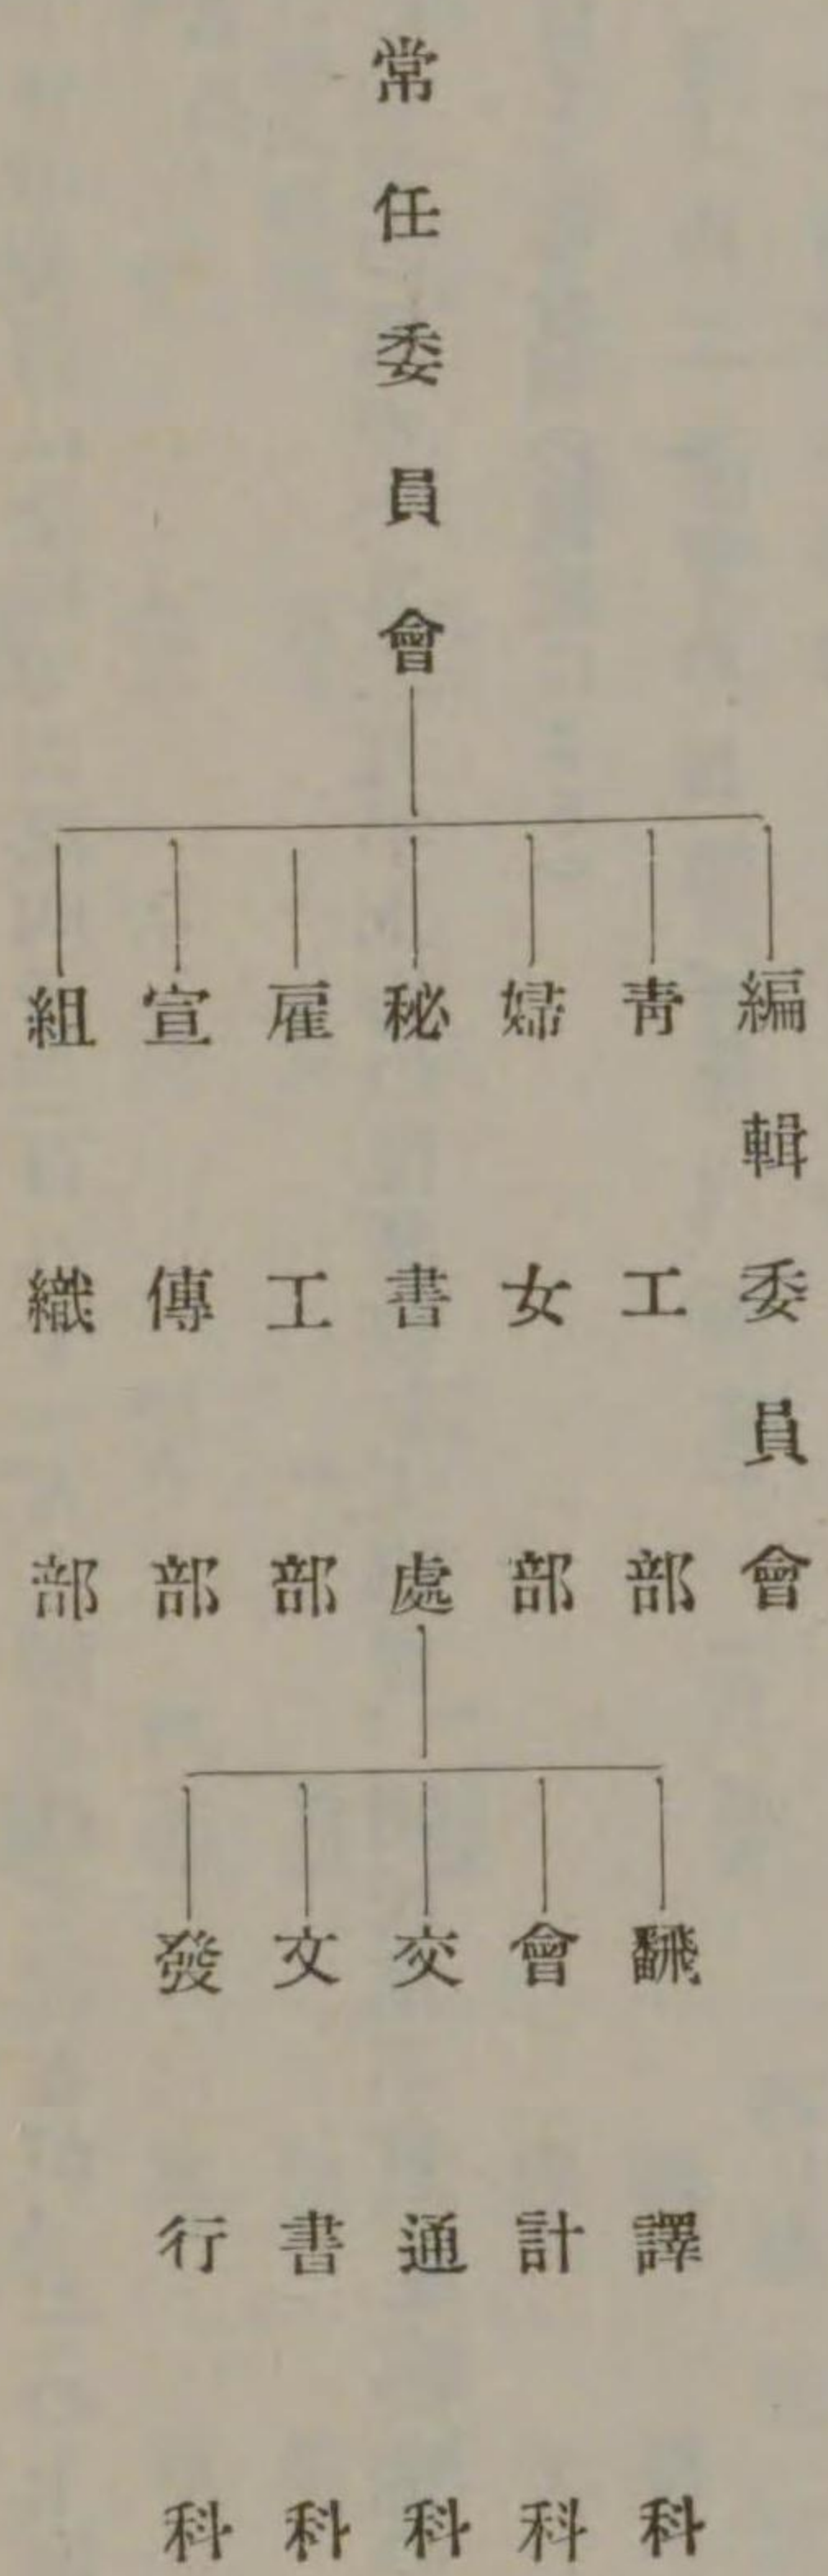 常任委員會
編輯委員會
青工部
婦女部
秘書處
雇工部
宣傳部
組織部
翻譯科
會計科
交通科
文書科
發行科